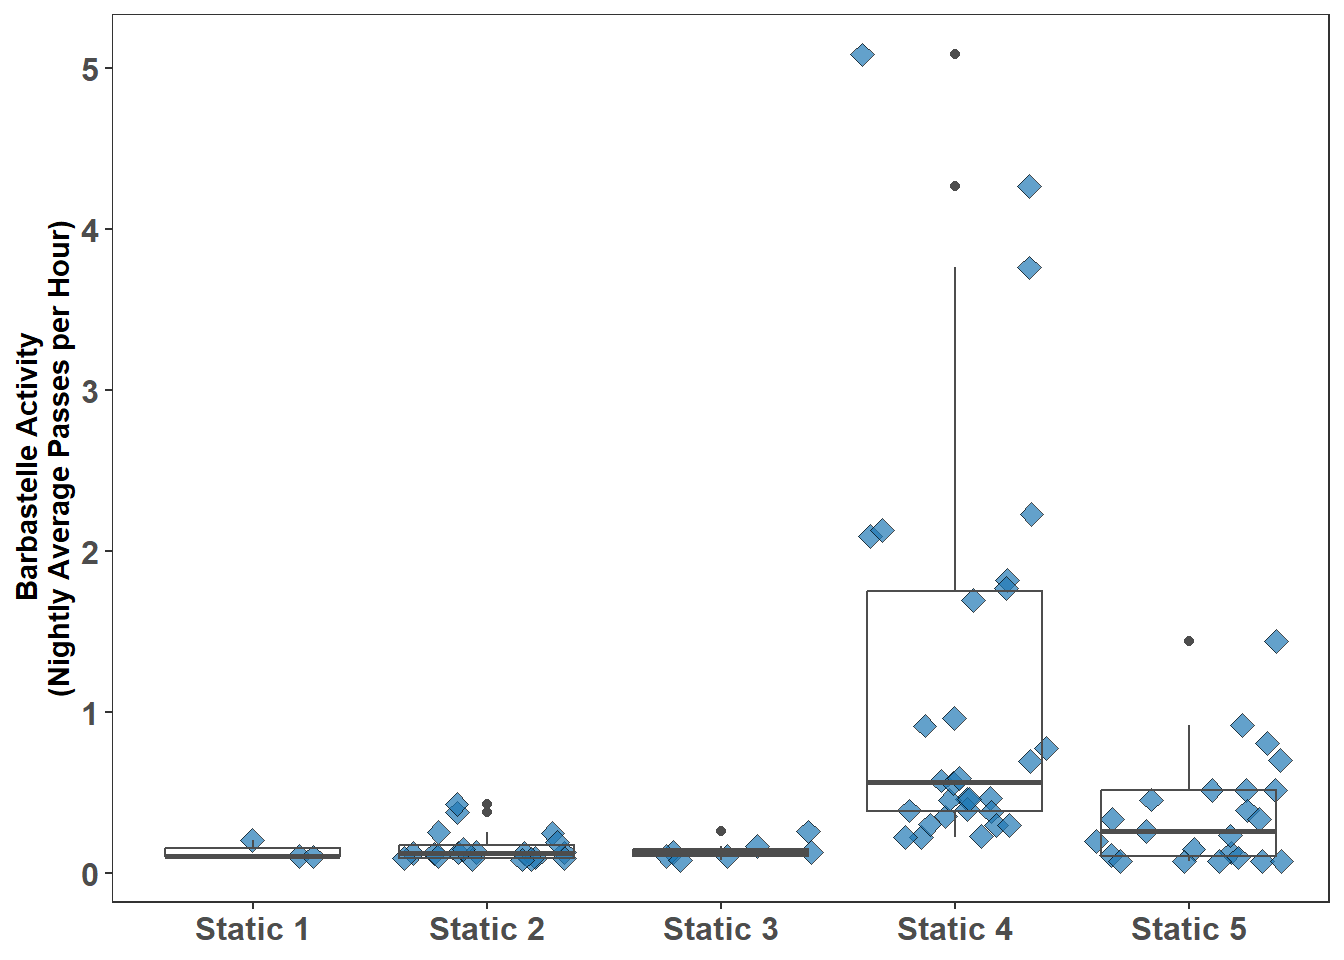 Barbastelle Activity
(Nightly Average Passes per Hour)
5
4
3
2
1
0
Static 1
Static 2
Static 3
Static 4
Static 5